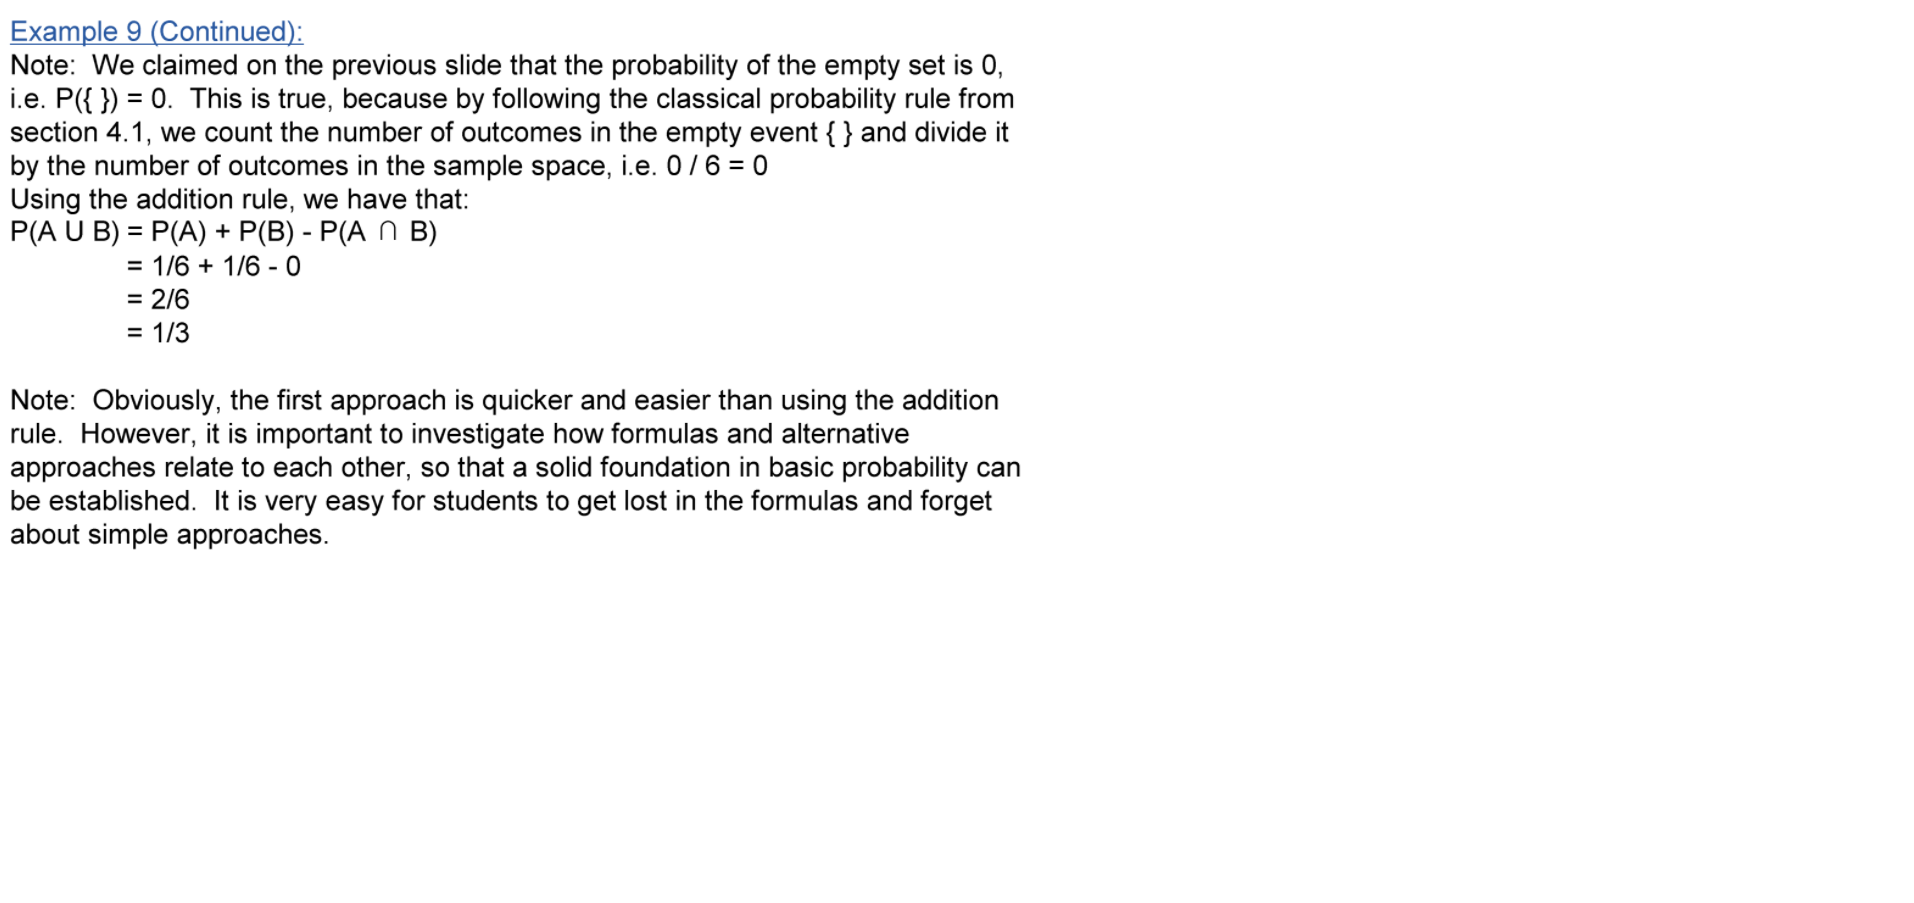 Example 9 (Continued):
Note:  We claimed on the previous slide that the probability of the empty set is 0,
i.e. P({ }) = 0.  This is true, because by following the classical probability rule from
section 4.1, we count the number of outcomes in the empty event { } and divide it
by the number of outcomes in the sample space, i.e. 0 / 6 = 0
Using the addition rule, we have that:
P(A U B) = P(A) + P(B) - P(A ∩ B)
= 1/6 + 1/6 - 0
= 2/6
= 1/3
Note:  Obviously, the first approach is quicker and easier than using the addition
rule.  However, it is important to investigate how formulas and alternative
approaches relate to each other, so that a solid foundation in basic probability can
be established.  It is very easy for students to get lost in the formulas and forget
about simple approaches.